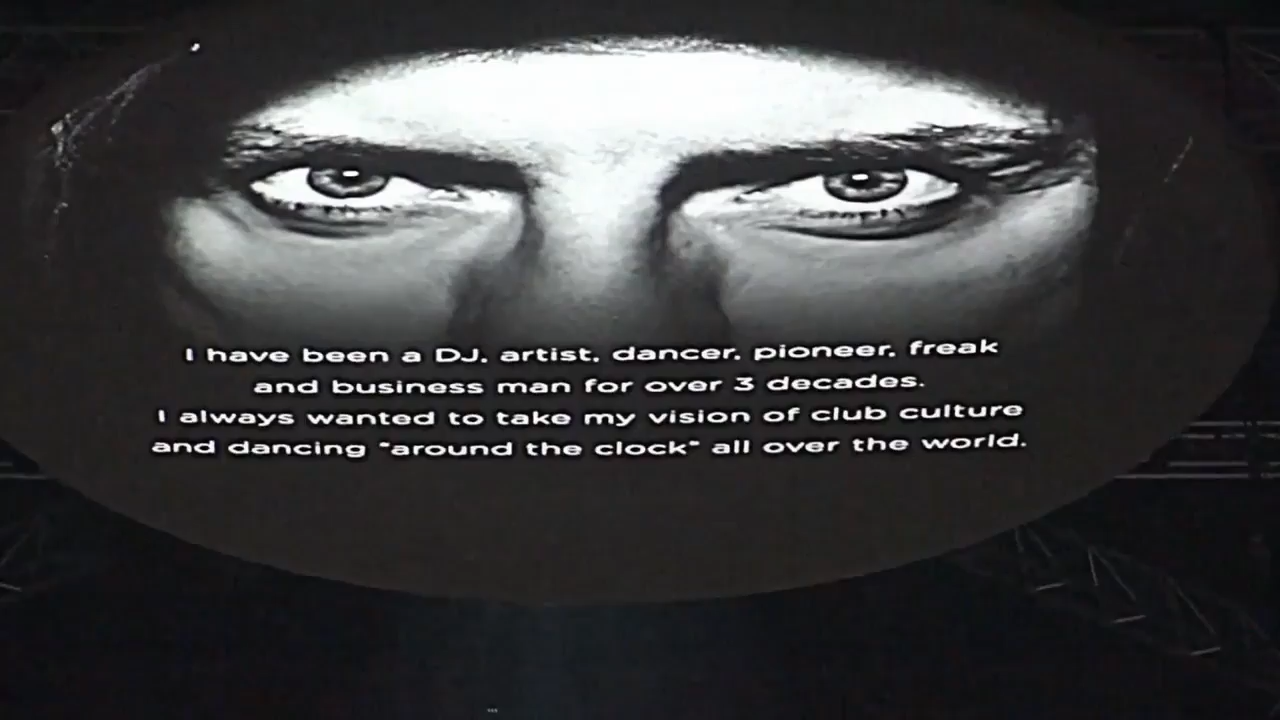 I have been a DJ, artist, dancer, pioneer, freak
and business man for over 3 decades.
I always wanted to take my vision of club culture
and dancing "around the clock" all over the world.